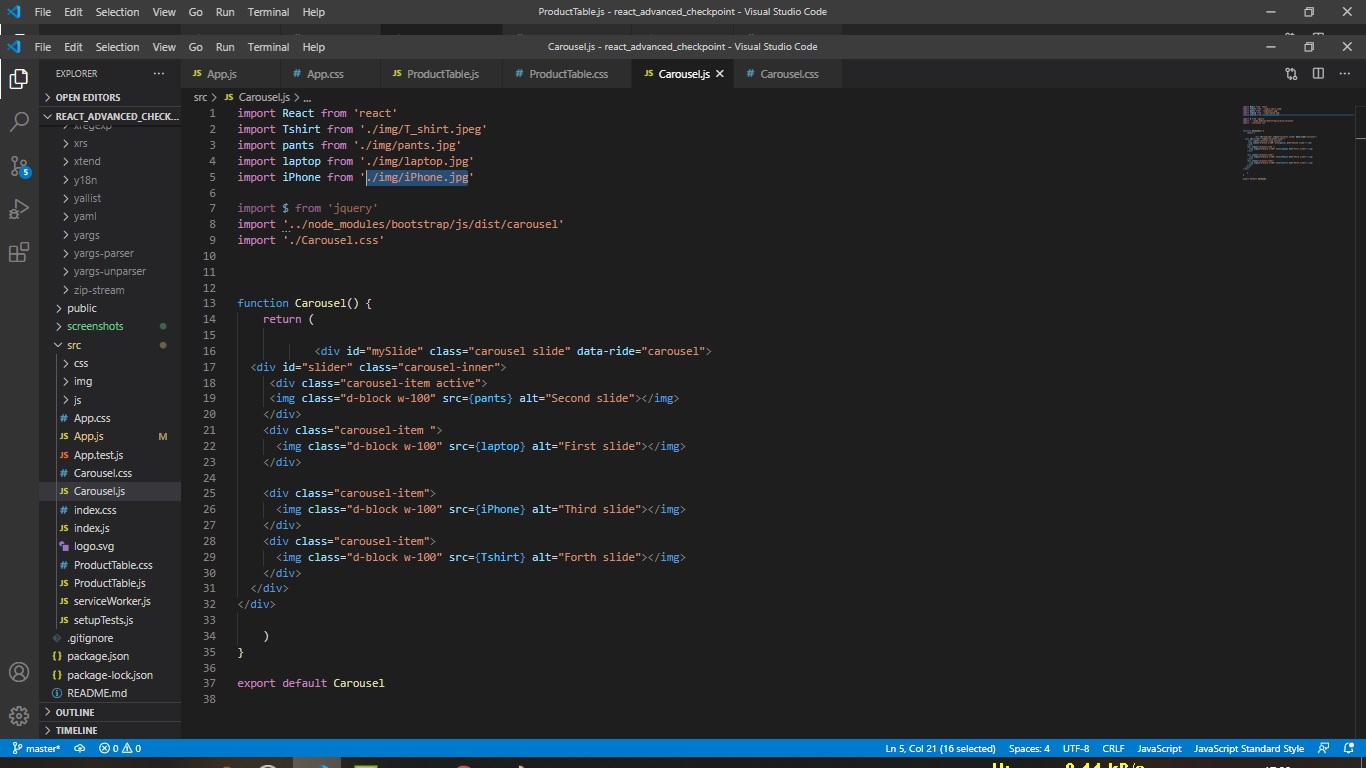 File Edit Selection View Go Run Terminal Help ProductTable.js - react_advanced_checkpoint - Visual Studio Code
File Edit Selection View Go Run Terminal Help Carousel.js - react_advanced_checkpoint - Visual Studio Code
EXPLORER ···
JS App.js # App.css JS ProductTable.js # ProductTable.css JS Carousel.js # Carousel.css
OPEN EDITORS
REACT_ADVANCED_CHECK...
xregexp
xrs
xtend
y18n
yallist
yaml
yargs
yargs-parser
yargs-unparser
zip-stream
public
screenshots
src
css
img
js
# App.css
JS App.js M
JS App.test.js
# Carousel.css
JS Carousel.js
# index.css
JS index.js
logo.svg
# ProductTable.css
JS ProductTable.js
JS serviceWorker.js
JS setupTests.js
.gitignore
{} package.json
{} package-lock.json
README.md
OUTLINE
TIMELINE
5
src > JS Carousel.js > ...
1 import React from 'react'
2 import Tshirt from './img/T_shirt.jpeg'
3 import pants from './img/pants.jpg'
4 import laptop from './img/laptop.jpg'
5 import iPhone from './img/iPhone.jpg'
6
7 import $ from 'jquery'
8 import '../node_modules/bootstrap/js/dist/carousel'
9 import './Carousel.css'
10
11
12
13 function Carousel() {
14 return (
15
16 <div id="mySlide" class="carousel slide" data-ride="carousel">
17 <div id="slider" class="carousel-inner">
18 <div class="carousel-item active">
19 <img class="d-block w-100" src={pants} alt="Second slide"></img>
20 </div>
21 <div class="carousel-item ">
22 <img class="d-block w-100" src={laptop} alt="First slide"></img>
23 </div>
24
25 <div class="carousel-item">
26 <img class="d-block w-100" src={iPhone} alt="Third slide"></img>
27 </div>
28 <div class="carousel-item">
29 <img class="d-block w-100" src={Tshirt} alt="Forth slide"></img>
30 </div>
31 </div>
32 </div>
33
34 )
35 }
36
37 export default Carousel
38
master* 0 0 Ln 5, Col 21 (16 selected) Spaces: 4 UTF-8 CRLF JavaScript JavaScript Standard Style